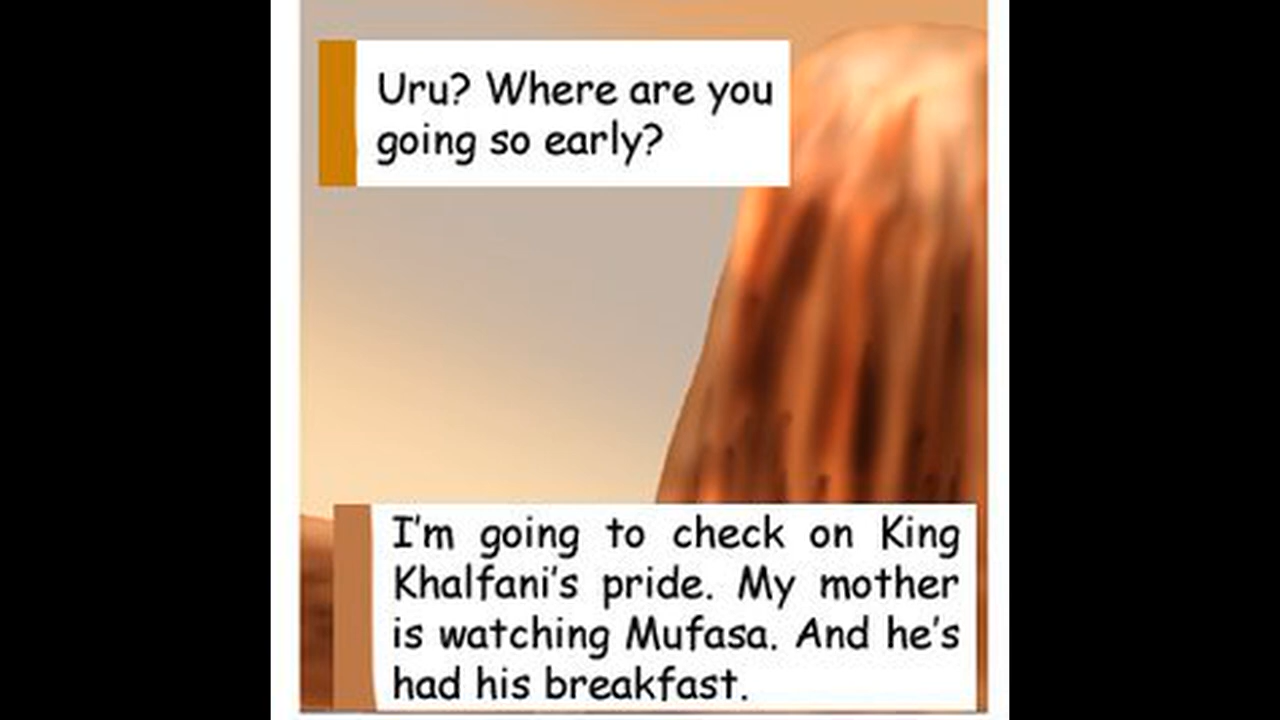 Uru? Where are you
going so early?
I'm going to check on King
Khalfani's pride. My mother
is watching Mufasa. And he's
had his breakfast.